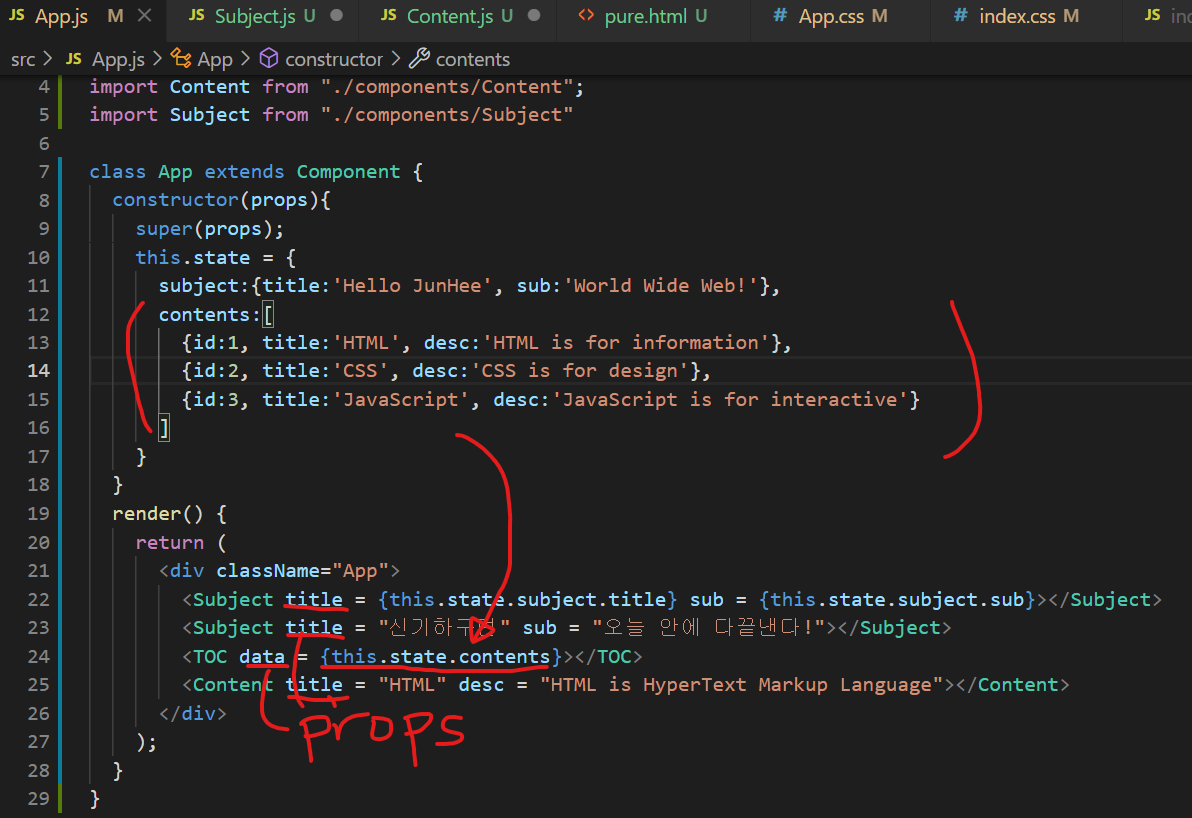 JS App.js M × JS Subject.js U ● JS Content.js U ● <> pure.html U # App.css M # index.css M JS
src > JS App.js > App > constructor > contents
4 import Content from "./components/Content";
5 import Subject from "./components/Subject"
6
7 class App extends Component {
8 constructor(props){
9 super(props);
10 this.state = {
11 subject:{title:'Hello JunHee', sub:'World Wide Web!'},
12 contents:[
13 {id:1, title:'HTML', desc:'HTML is for information'},
14 {id:2, title:'CSS', desc:'CSS is for design'},
15 {id:3, title:'JavaScript', desc:'JavaScript is for interactive'}
16 ]
17 }
18 }
19 render() {
20 return (
21 <div className="App">
22 <Subject title = {this.state.subject.title} sub = {this.state.subject.sub}></Subject>
23 <Subject title = "신기하구먼" sub = "오늘 안에 다끝낸다!"></Subject>
24 <TOC data = {this.state.contents}></TOC>
25 <Content title = "HTML" desc = "HTML is HyperText Markup Language"></Content>
26 </div>
props
27 );
28 }
29 }